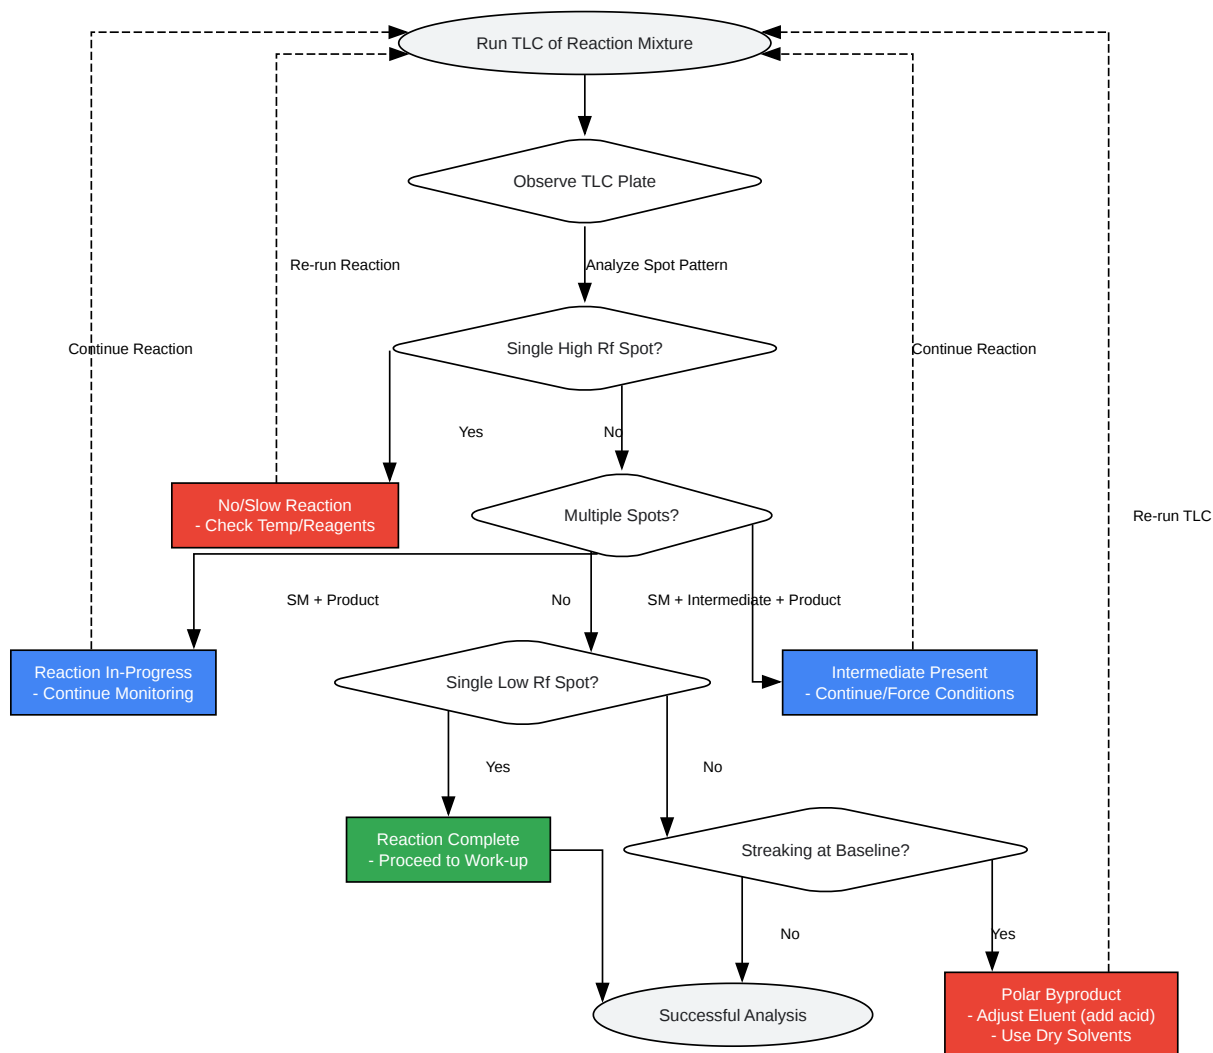 Run TLC of Reaction Mixture
Observe TLC Plate
Re-run Reaction
Analyze Spot Pattern
Continue Reaction
Single High Rf Spot?
Continue Reaction
Yes
No
No/Slow Reaction
- Check Temp/Reagents
Multiple Spots?
Re-run TLC
SM + Product
No
SM + Intermediate + Product
Reaction In-Progress
- Continue Monitoring
Single Low Rf Spot?
Intermediate Present
- Continue/Force Conditions
Yes
No
Reaction Complete
- Proceed to Work-up
Streaking at Baseline?
No
Yes
Successful Analysis
Polar Byproduct
- Adjust Eluent (add acid)
- Use Dry Solvents